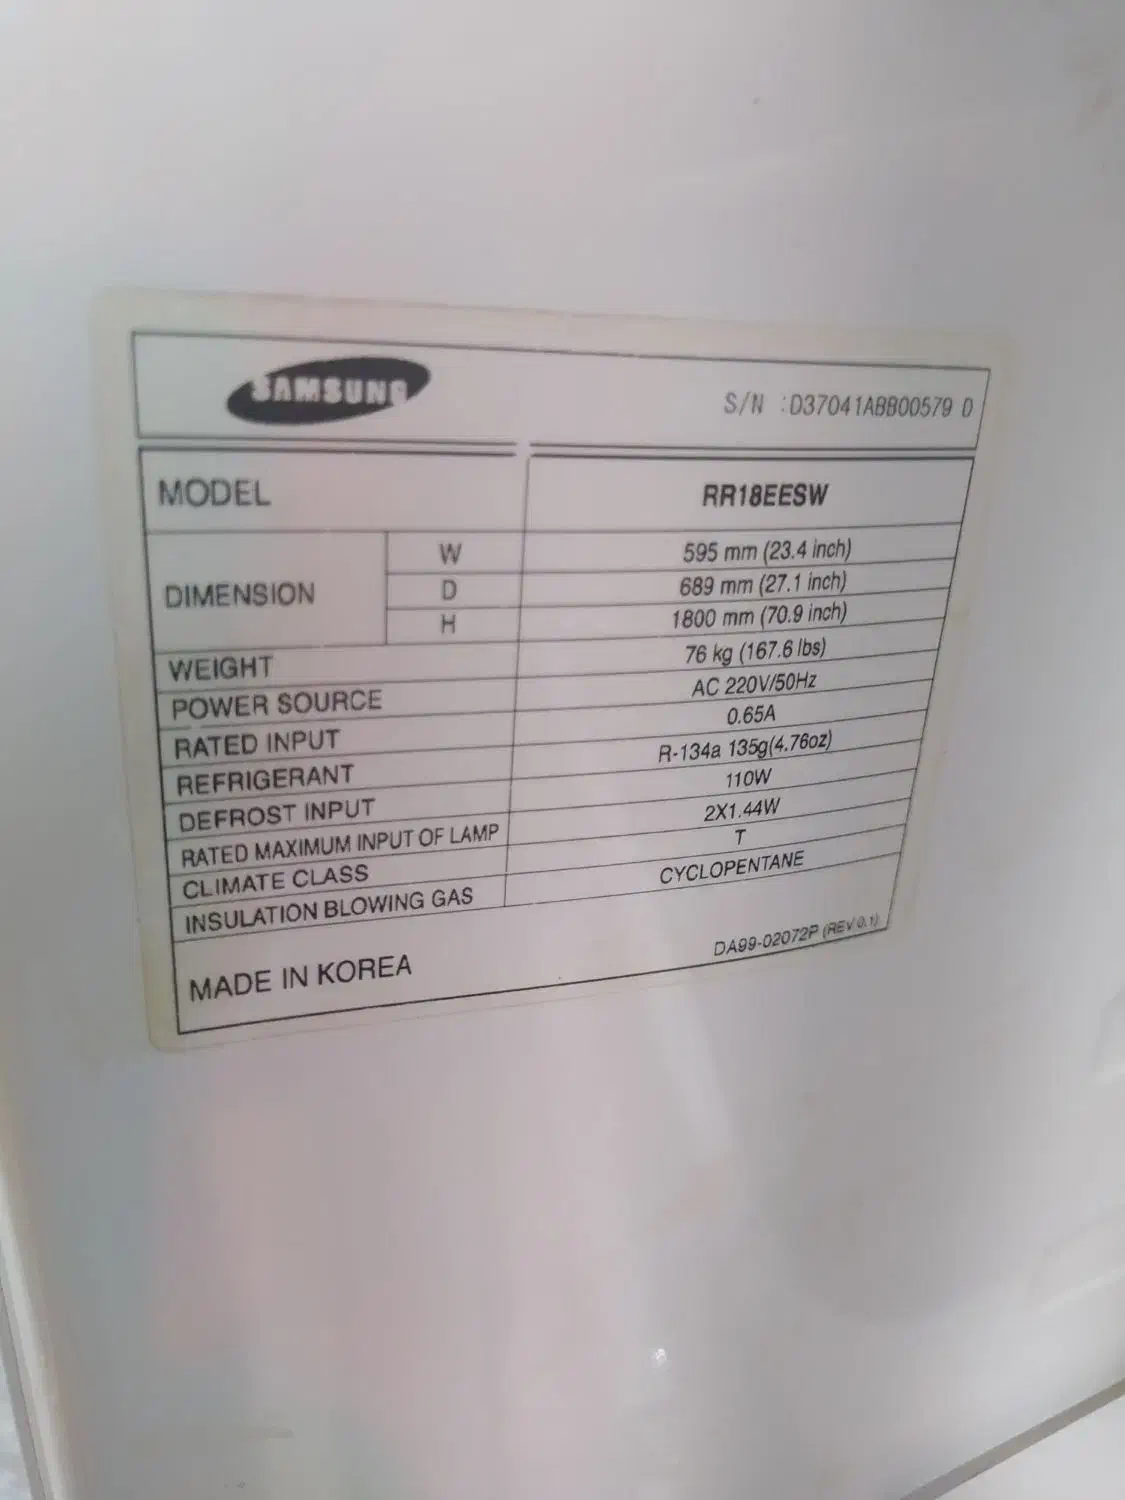 SAMSUNG
S/N :D37041ABB00579 D
MODEL RR18EESW
DIMENSION
W 595 mm (23.4 inch)
D 689 mm (27.1 inch)
H 1800 mm (70.9 inch)
WEIGHT 76 kg (167.6 lbs)
POWER SOURCE AC 220V/50Hz
RATED INPUT 0.65A
REFRIGERANT R-134a 135g(4.76oz)
DEFROST INPUT 110W
RATED MAXIMUM INPUT OF LAMP 2X1.44W
CLIMATE CLASS T
INSULATION BLOWING GAS CYCLOPENTANE
MADE IN KOREA
DA99-02072P (REV 0.1)